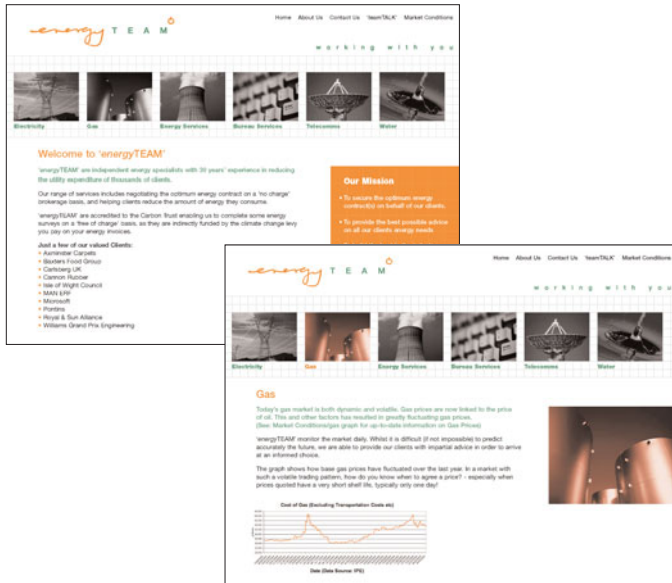 energy TEAM
Home About Us Contact Us 'teamTALK' Market Conditions
working with you
Electricity Gas Energy Services Bureau Services Telecomms Water
Welcome to 'energyTEAM'
'energyTEAM' are independent energy specialists with 30 years' experience in reducing
the utility expenditure of thousands of clients.
Our range of services includes negotiating the optimum energy contract on a 'no charge'
brokerage basis, and helping clients reduce the amount of energy they consume.
'energyTEAM' are accredited to the Carbon Trust enabling us to complete some energy
surveys on a 'free of charge' basis, as they are indirectly funded by the climate change levy
you pay on your energy invoices.
Just a few of our valued Clients:
• Axminster Carpets
• Baxters Food Group
• Carlsberg UK
• Cannon Rubber
• Isle of Wight Council
• MAN ERF
• Microsoft
• Pontins
• Royal & Sun Alliance
• Williams Grand Prix Engineering
Our Mission
• To secure the optimum energy
contract(s) on behalf of our clients.
• To provide the best possible advice
on all our clients energy needs
energy TEAM
Home About Us Contact Us 'teamTALK' Market Conditions
working with you
Electricity Gas Energy Services Bureau Services Telecomms Water
Gas
Today's gas market is both dynamic and volatile. Gas prices are now linked to the price
of oil. This and other factors has resulted in greatly fluctuating gas prices.
(See: Market Conditions/gas graph for up-to-date information on Gas Prices)
'energyTEAM' monitor the market daily. Whilst it is difficult (if not impossible) to predict
accurately the future, we are able to provide our clients with impartial advice in order to arrive
at an informed choice.
The graph shows how base gas prices have fluctuated over the last year. In a market with
such a volatile trading pattern, how do you know when to agree a price? - especially when
prices quoted have a very short shelf life, typically only one day!
Cost of Gas (Excluding Transportation Costs etc)
Date (Data Source: IPE)